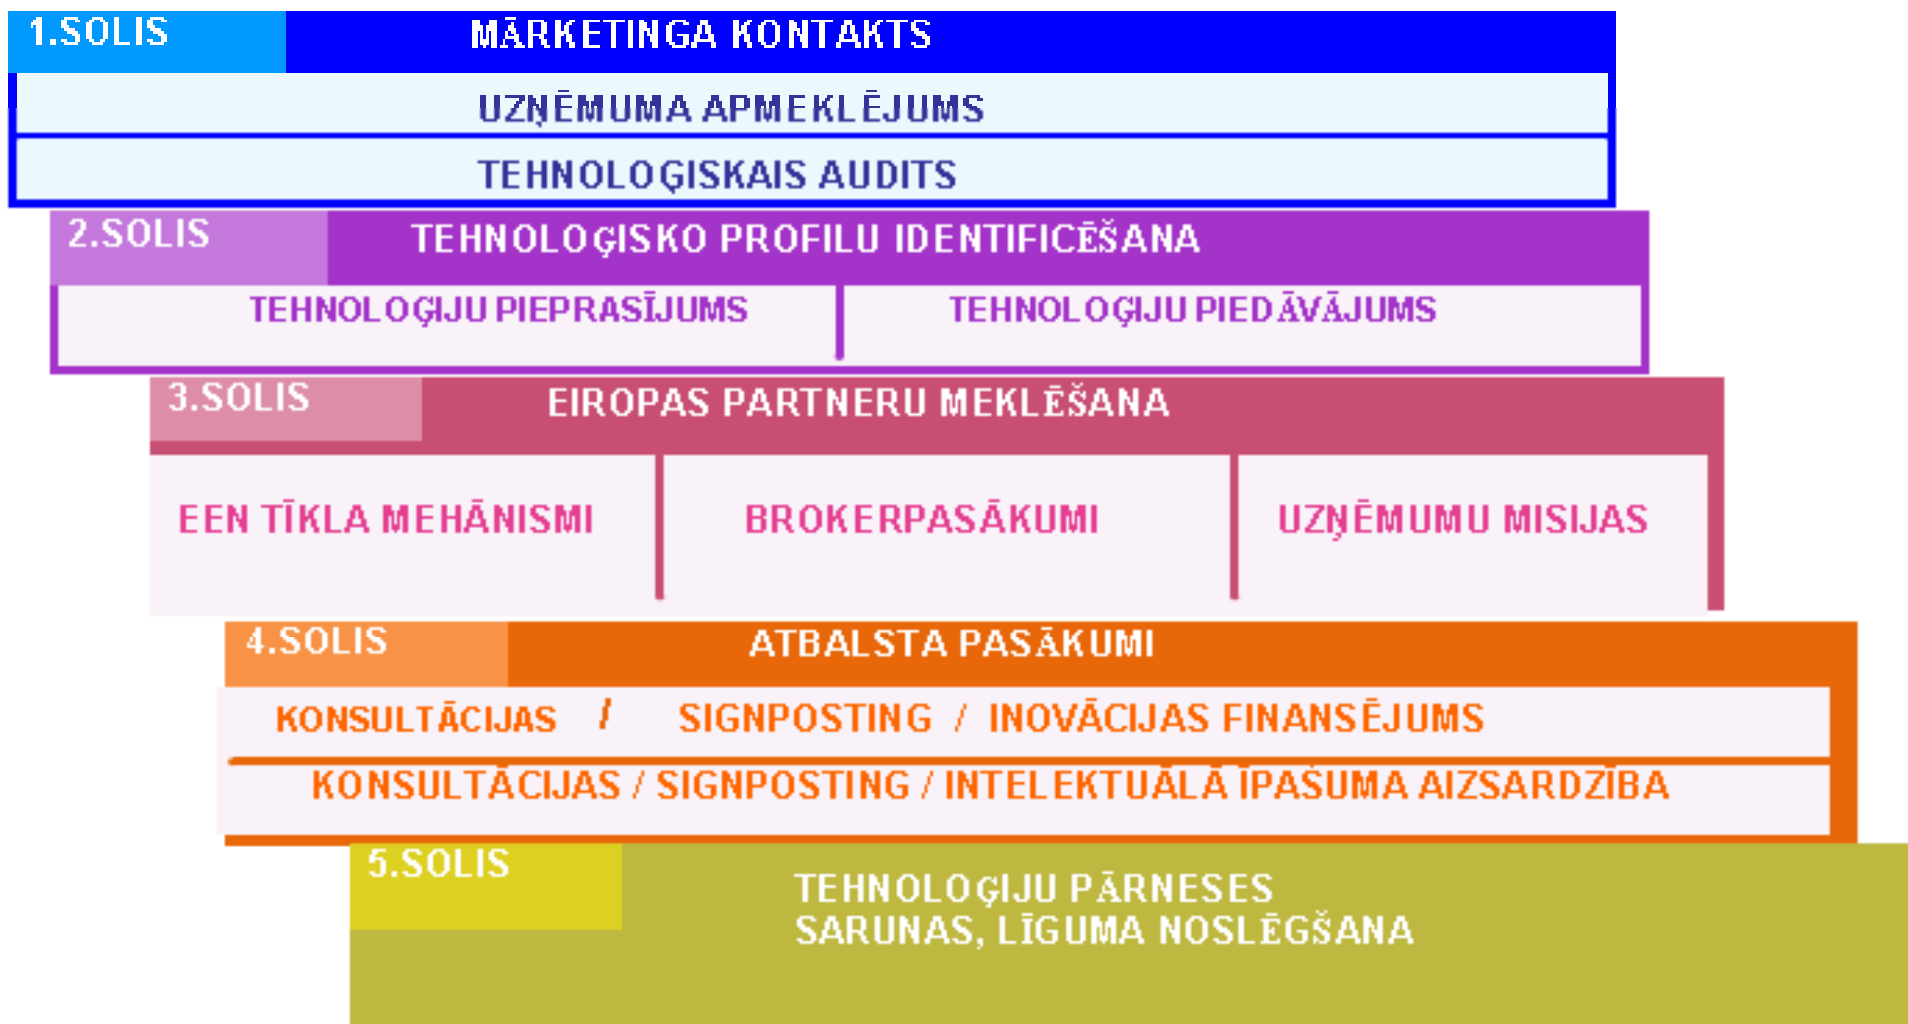 1.SOLIS
MĀRKETINGA KONTAKTS
UZŅĒMUMA APMEKLĒJUMS
TEHNOLOĢISKAIS AUDITS
2.SOLIS
TEHNOLOĢISKO PROFILU IDENTIFICĒŠANA
TEHNOLOĢIJU PIEPRASĪJUMS
TEHNOLOĢIJU PIEDĀVĀJUMS
3.SOLIS
EIROPAS PARTNERU MEKLĒŠANA
EEN TĪKLA MEHĀNISMI
BROKERPASĀKUMI
UZŅĒMUMU MISIJAS
4.SOLIS
ATBALSTA PASĀKUMI
KONSULTĀCIJAS / SIGNPOSTING / INOVĀCIJAS FINANSĒJUMS
KONSULTĀCIJAS / SIGNPOSTING / INTELEKTUĀLĀ ĪPAŠUMA AIZSARDZĪBA
5.SOLIS
TEHNOLOĢIJU PĀRNESES
SARUNAS, LĪGUMA NOSLĒGŠANA